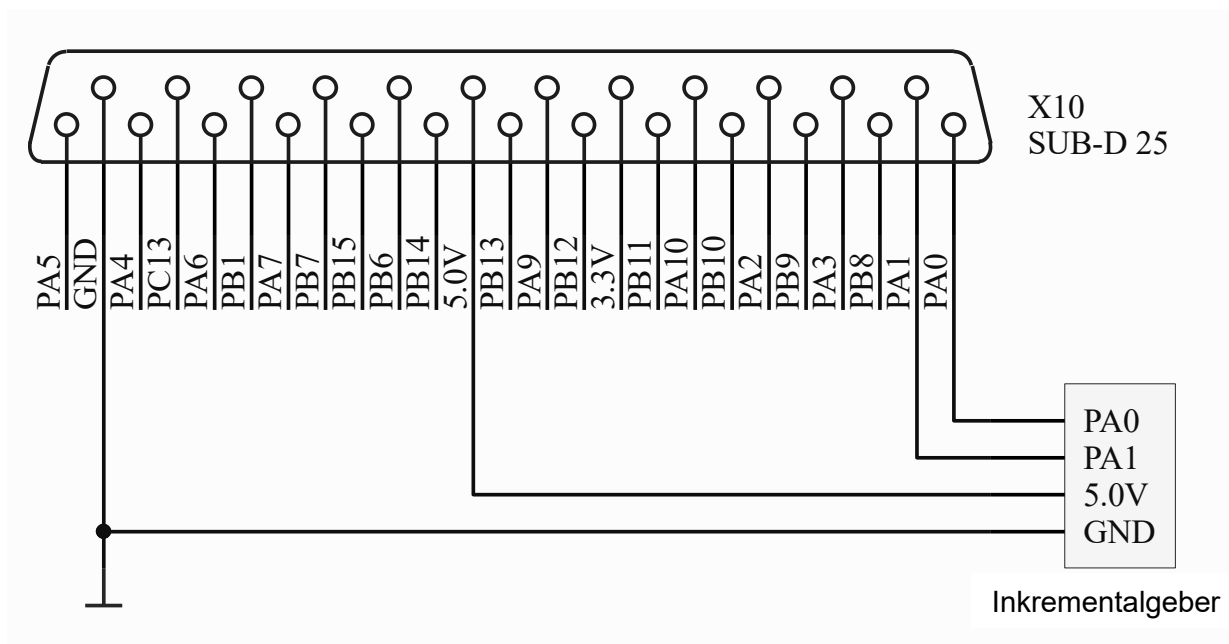 X10
SUB-D 25
PA5
GND
PA4
PC13
PA6
PB1
PA7
PB7
PB15
PB6
PB14
5.0V
PB13
PA9
PB12
3.3V
PB11
PA10
PB10
PA2
PB9
PA3
PB8
PA1
PA0
PA0
PA1
5.0V
GND
Inkrementalgeber